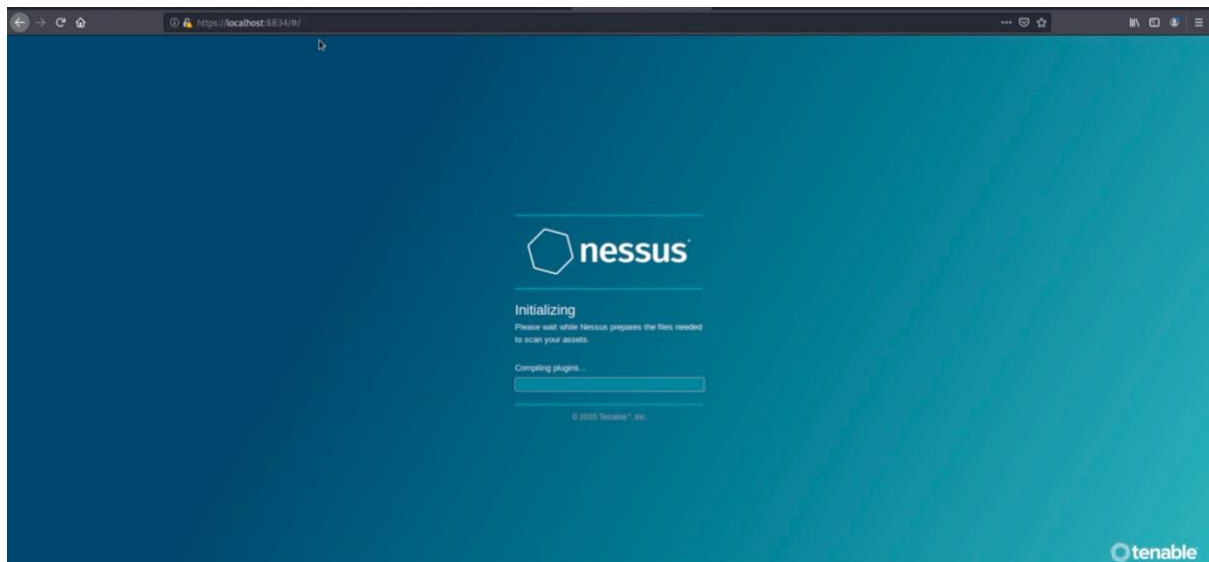 https://localhost:8834/#/
nessus
Initializing
Please wait while Nessus prepares the files needed
to scan your assets.
Compiling plugins...
© 2020 Tenable™, Inc.
tenable